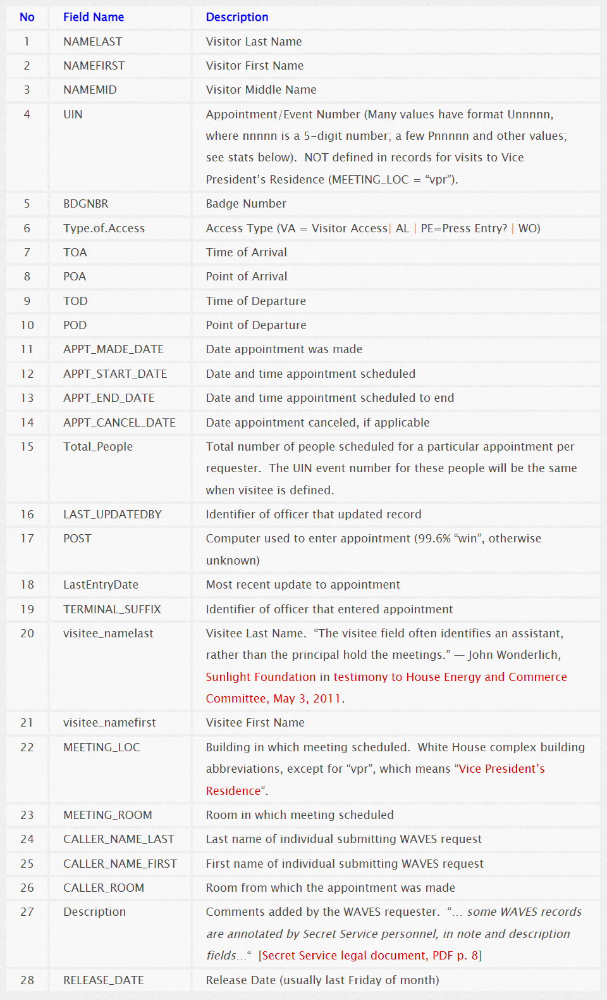 No Field Name Description
1 NAMELAST Visitor Last Name
2 NAMEFIRST Visitor First Name
3 NAMEMID Visitor Middle Name
4 UIN Appointment/Event Number (Many values have format Unnnnn,
where nnnnn is a 5-digit number; a few Pnnnnn and other values;
see stats below).  NOT defined in records for visits to Vice
President’s Residence (MEETING_LOC = “vpr”).
5 BDGNBR Badge Number
6 Type.of.Access Access Type (VA = Visitor Access| AL | PE=Press Entry? | WO)
7 TOA Time of Arrival
8 POA Point of Arrival
9 TOD Time of Departure
10 POD Point of Departure
11 APPT_MADE_DATE Date appointment was made
12 APPT_START_DATE Date and time appointment scheduled
13 APPT_END_DATE Date and time appointment scheduled to end
14 APPT_CANCEL_DATE Date appointment canceled, if applicable
15 Total_People Total number of people scheduled for a particular appointment per
requester.  The UIN event number for these people will be the same
when visitee is defined.
16 LAST_UPDATEDBY Identifier of officer that updated record
17 POST Computer used to enter appointment (99.6% “win”, otherwise
unknown)
18 LastEntryDate Most recent update to appointment
19 TERMINAL_SUFFIX Identifier of officer that entered appointment
20 visitee_namelast Visitee Last Name.  “The visitee field often identifies an assistant,
rather than the principal hold the meetings.” — John Wonderlich,
Sunlight Foundation in testimony to House Energy and Commerce
Committee, May 3, 2011.
21 visitee_namefirst Visitee First Name
22 MEETING_LOC Building in which meeting scheduled.  White House complex building
abbreviations, except for “vpr”, which means “Vice President’s
Residence“.
23 MEETING_ROOM Room in which meeting scheduled
24 CALLER_NAME_LAST Last name of individual submitting WAVES request
25 CALLER_NAME_FIRST First name of individual submitting WAVES request
26 CALLER_ROOM Room from which the appointment was made
27 Description Comments added by the WAVES requester.  “… some WAVES records
are annotated by Secret Service personnel, in note and description
fields…“  [Secret Service legal document, PDF p. 8]
28 RELEASE_DATE Release Date (usually last Friday of month)